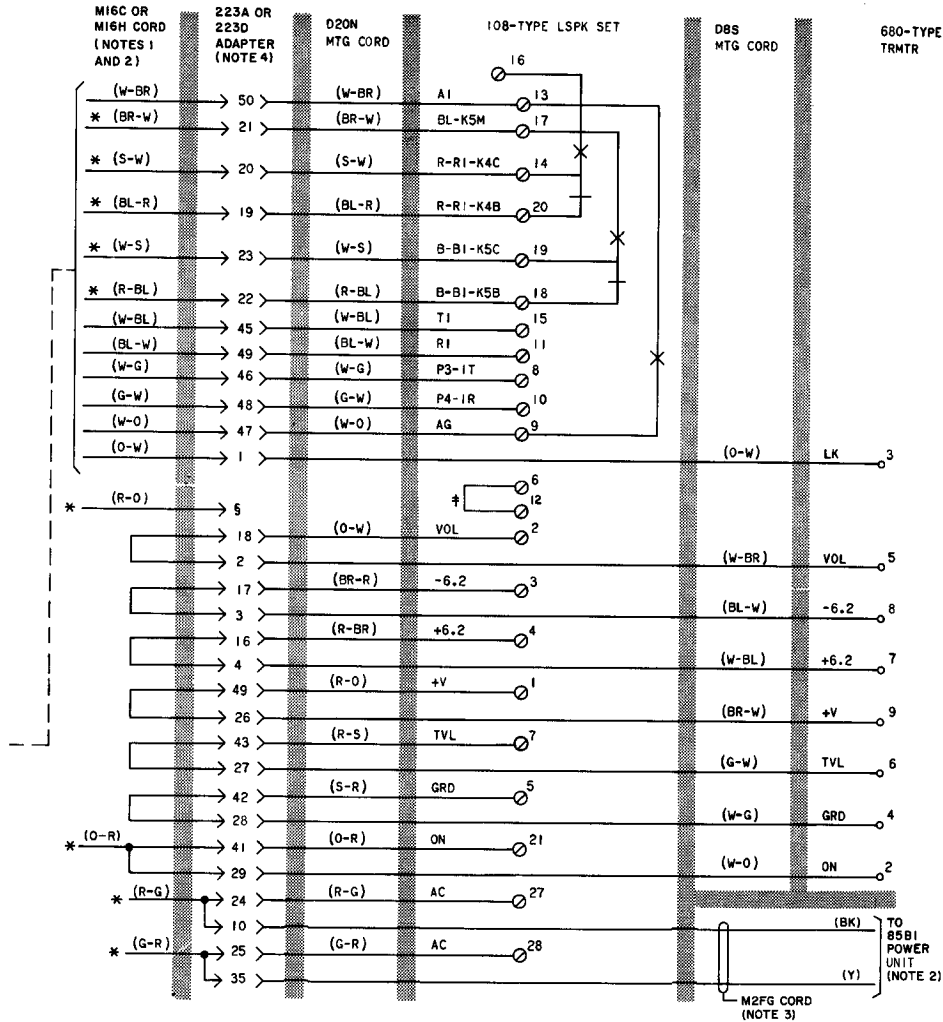 M16C OR
M16H CORD
(NOTES 1
AND 2)
223A OR
223D
ADAPTER
(NOTE 4)
D20N
MTG CORD
108-TYPE LSPK SET
D8S
MTG CORD
680-TYPE
TRMTR
16
(W-BR) 50 (W-BR) A1 13
* (BR-W) 21 (BR-W) BL-K5M 17
* (S-W) 20 (S-W) R-R1-K4C 14
* (BL-R) 19 (BL-R) R-R1-K4B 20
* (W-S) 23 (W-S) B-B1-K5C 19
* (R-BL) 22 (R-BL) B-B1-K5B 18
(W-BL) 45 (W-BL) T1 15
(BL-W) 49 (BL-W) R1 11
(W-G) 46 (W-G) P3-1T 8
(G-W) 48 (G-W) P4-1R 10
(W-O) 47 (W-O) AG 9
(O-W) 1 (O-W) LK 3
6
* (R-O) § ‡ 12
18 (O-W) VOL 2
2 (W-BR) VOL 5
17 (BR-R) -6.2 3
3 (BL-W) -6.2 8
16 (R-BR) +6.2 4
4 (W-BL) +6.2 7
49 (R-O) +V 1
26 (BR-W) +V 9
43 (R-S) TVL 7
27 (G-W) TVL 6
42 (S-R) GRD 5
28 (W-G) GRD 4
* (O-R) 41 (O-R) ON 21
29 (W-O) ON 2
* (R-G) 24 (R-G) AC 27
10 (BK)
* (G-R) 25 (G-R) AC 28
35 (Y)
TO
85B1
POWER
UNIT
(NOTE 2)
M2FG CORD
(NOTE 3)